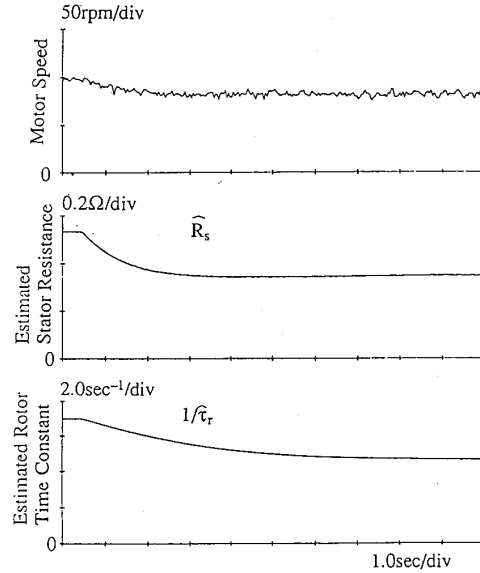 50rpm/div
Motor Speed
0
0.2Ω/div
R̂s
Estimated
Stator Resistance
0
2.0sec⁻¹/div
1/τ̂r
Estimated Rotor
Time Constant
0
1.0sec/div